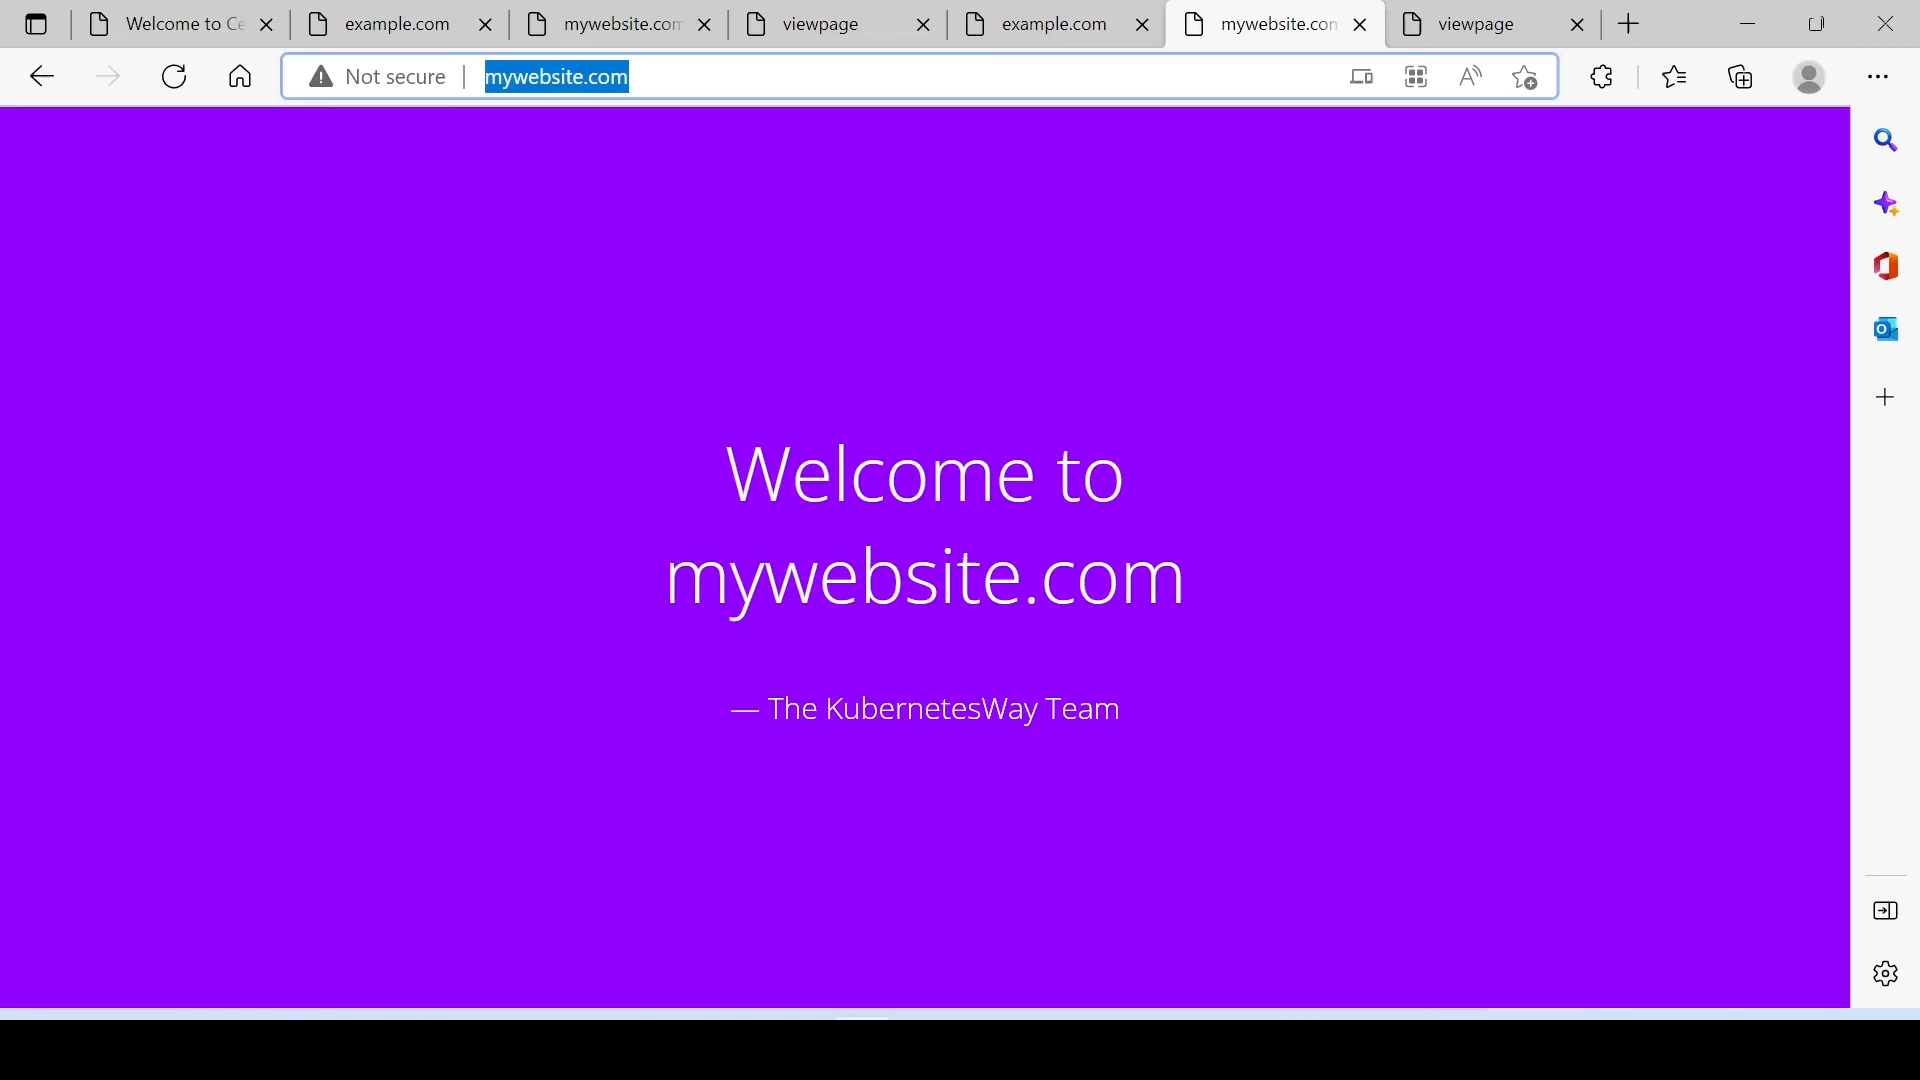 Welcome to Ce
example.com
mywebsite.com
viewpage
example.com
mywebsite.com
viewpage
Not secure
mywebsite.com
Welcome to
mywebsite.com
— The KubernetesWay Team